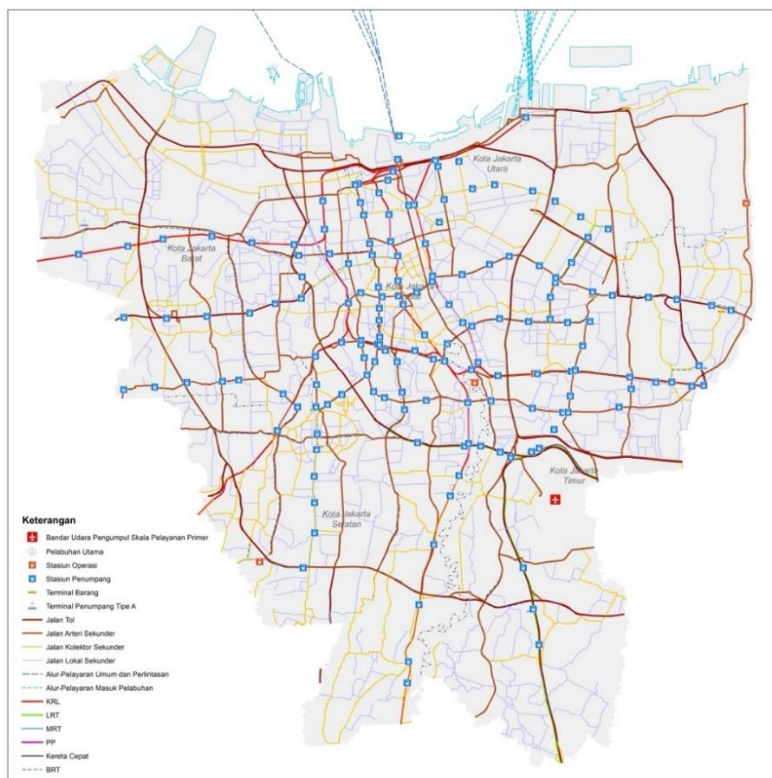 Kota Jakarta
Utara
Kota Jakarta
Barat
Kota Jakarta
Kota Jakarta
Timur
Kota Jakarta
Selatan
Keterangan
Bandar Udara Pengumpul Skala Pelayanan Primer
Pelabuhan Utama
Stasiun Operasi
Stasiun Penumpang
Terminal Barang
Terminal Penumpang Tipe A
Jalan Tol
Jalan Arteri Sekunder
Jalan Kolektor Sekunder
Jalan Lokal Sekunder
Alur-Pelayaran Umum dan Perlintasan
Alur-Pelayaran Masuk Pelabuhan
KRL
LRT
MRT
PP
Kereta Cepat
BRT